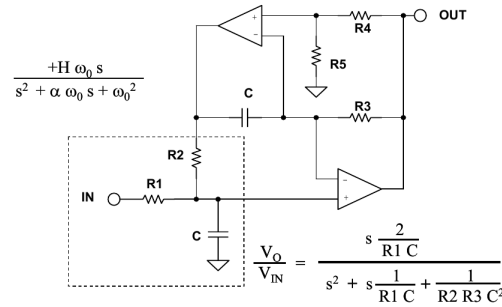 OUT
R4
R5
+H ω0 s
s² + α ω0 s + ω0²
C
R3
R2
R1
IN
C
+
-
-
+
VO
VIN
=
s 2
R1 C
s² + s 1
R1 C
+ 1
R2 R3 C²